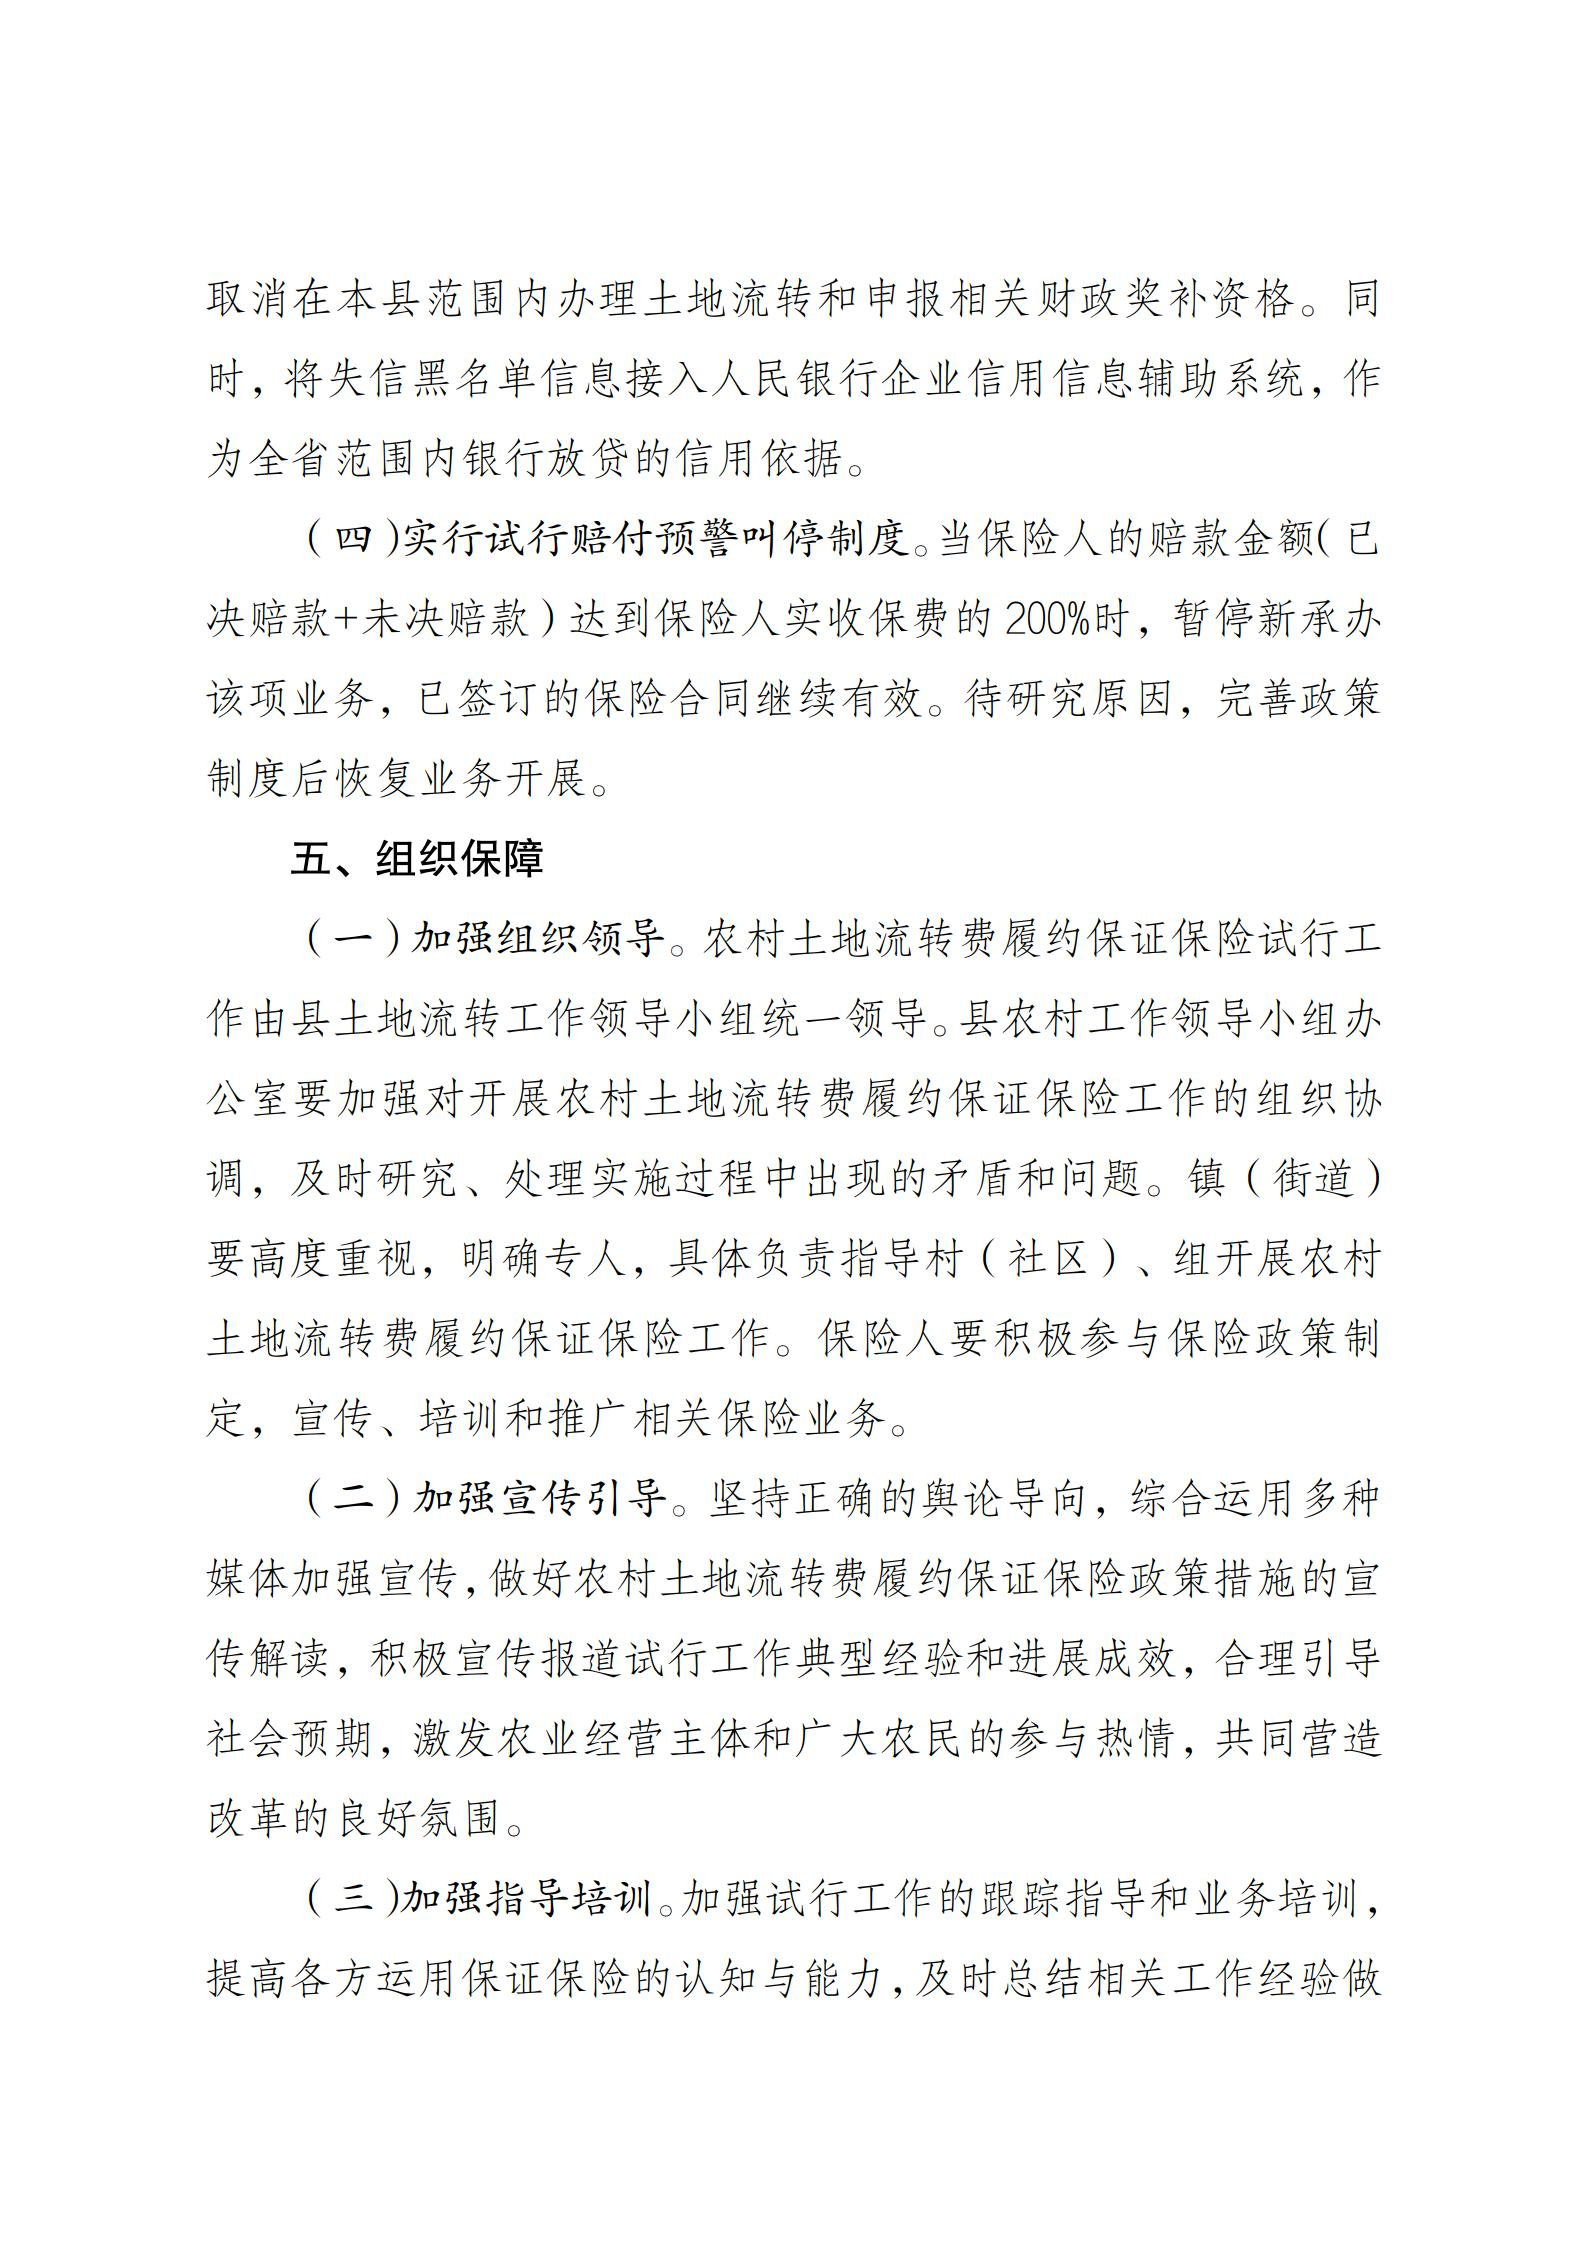 取消在本县范围内办理土地流转和申报相关财政奖补资格。同
时，将失信黑名单信息接入人民银行企业信用信息辅助系统，作
为全省范围内银行放贷的信用依据。
（四）实行试行赔付预警叫停制度。当保险人的赔款金额（已
决赔款+未决赔款）达到保险人实收保费的 200%时，暂停新承办
该项业务，已签订的保险合同继续有效。待研究原因，完善政策
制度后恢复业务开展。
五、组织保障
（一）加强组织领导。农村土地流转费履约保证保险试行工
作由县土地流转工作领导小组统一领导。县农村工作领导小组办
公室要加强对开展农村土地流转费履约保证保险工作的组织协
调，及时研究、处理实施过程中出现的矛盾和问题。镇（街道）
要高度重视，明确专人，具体负责指导村（社区）、组开展农村
土地流转费履约保证保险工作。保险人要积极参与保险政策制
定，宣传、培训和推广相关保险业务。
（二）加强宣传引导。坚持正确的舆论导向，综合运用多种
媒体加强宣传，做好农村土地流转费履约保证保险政策措施的宣
传解读，积极宣传报道试行工作典型经验和进展成效，合理引导
社会预期，激发农业经营主体和广大农民的参与热情，共同营造
改革的良好氛围。
（三）加强指导培训。加强试行工作的跟踪指导和业务培训，
提高各方运用保证保险的认知与能力，及时总结相关工作经验做